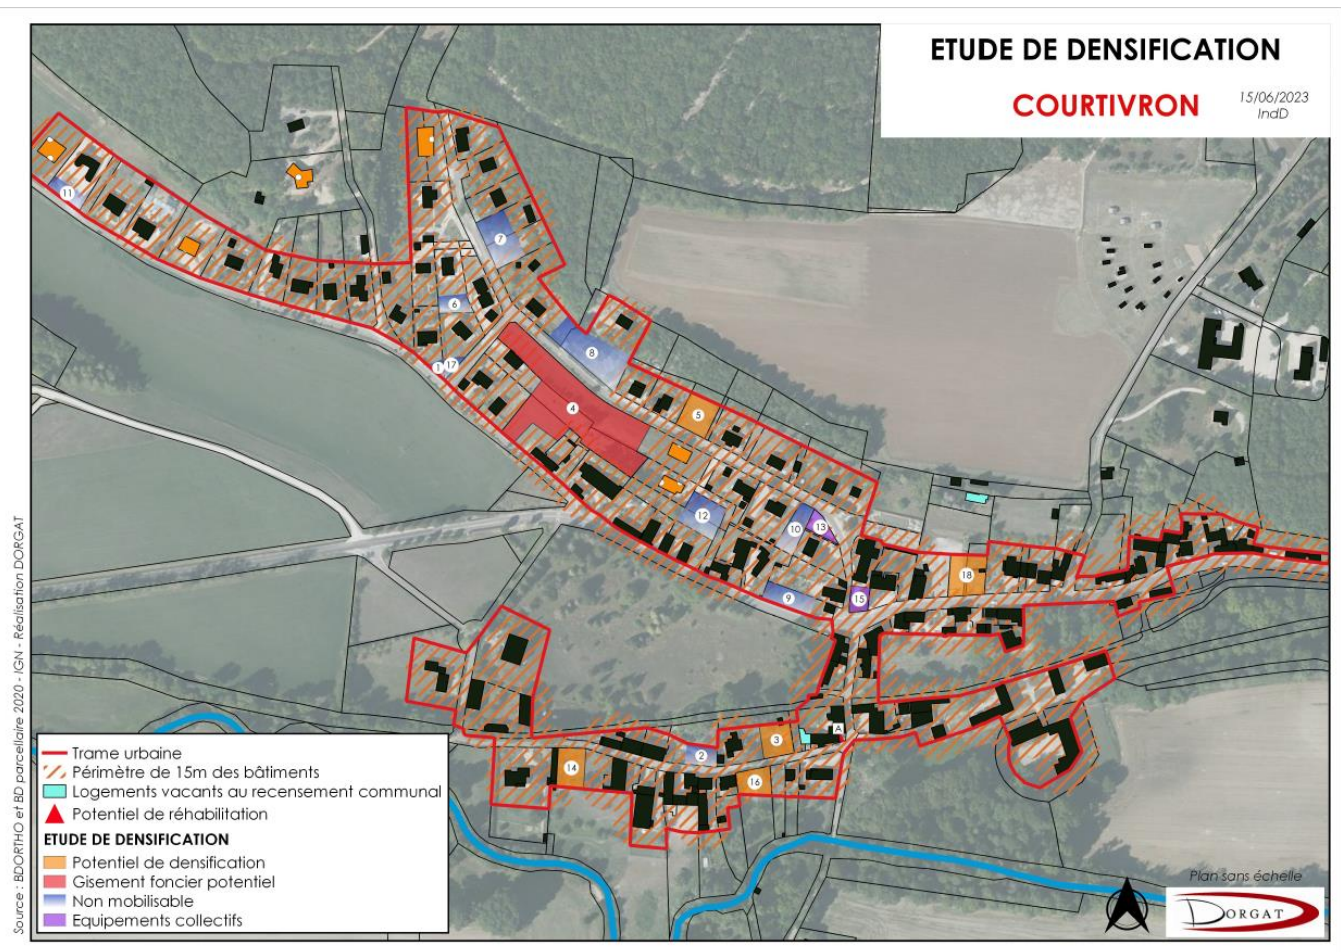 ETUDE DE DENSIFICATION
COURTIVRON
15/06/2023
IndD
11
7
6
8
1
17
4
5
12
10
13
18
9
15
A
3
2
14
16
Source : BDORTHO et BD parcellaire 2020 - IGN - Réalisation DORGAT
Trame urbaine
Périmètre de 15m des bâtiments
Logements vacants au recensement communal
Potentiel de réhabilitation
ETUDE DE DENSIFICATION
Potentiel de densification
Gisement foncier potentiel
Non mobilisable
Equipements collectifs
Plan sans échelle
DORGAT